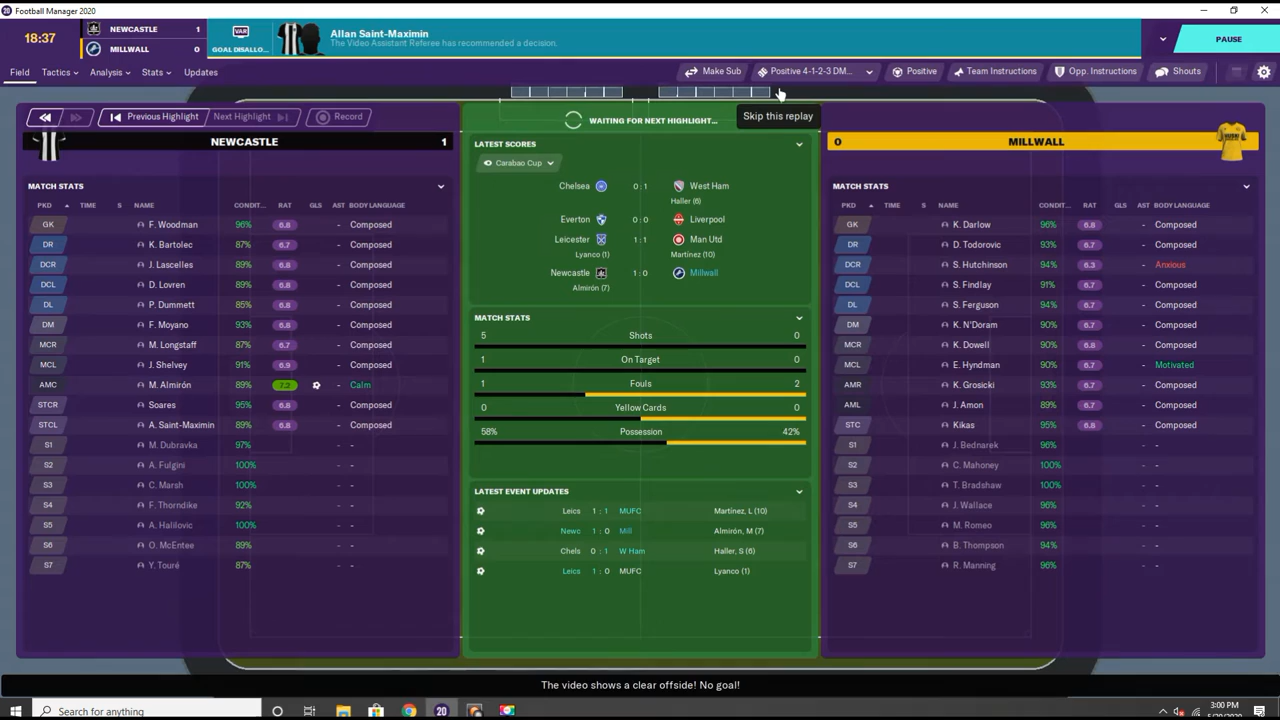 20 Football Manager 2020
18:37 NEWCASTLE 1
MILLWALL 0
VAR
GOAL DISALLO...
Allan Saint-Maximin
The Video Assistant Referee has recommended a decision.
PAUSE
Field Tactics Analysis Stats Updates Make Sub Positive 4-1-2-3 DM... Positive Team Instructions Opp. Instructions Shouts
Previous Highlight Next Highlight Record
WAITING FOR NEXT HIGHLIGHT...
Skip this replay
NEWCASTLE 1
MATCH STATS
PKD TIME S NAME CONDIT... RAT GLS AST BODY LANGUAGE
GK F. Woodman 96% 6.8 - Composed
DR K. Bartolec 87% 6.7 - Composed
DCR J. Lascelles 89% 6.8 - Composed
DCL D. Lovren 89% 6.8 - Composed
DL P. Dummett 85% 6.8 - Composed
DM F. Moyano 93% 6.8 - Composed
MCR M. Longstaff 87% 6.7 - Composed
MCL J. Shelvey 91% 6.9 - Composed
AMC M. Almirón 89% 7.2 - Calm
STCR Soares 95% 6.8 - Composed
STCL A. Saint-Maximin 89% 6.8 - Composed
S1 M. Dubravka 97% - -
S2 A. Fulgini 100% - -
S3 C. Marsh 100% - -
S4 F. Thorndike 92% - -
S5 A. Halilovic 100% - -
S6 O. McEntee 89% - -
S7 Y. Touré 87% - -
LATEST SCORES
Carabao Cup
Chelsea 0 : 1 West Ham
Haller (6)
Everton 0 : 0 Liverpool
Leicester 1 : 1 Man Utd
Lyanco (1) Martínez (10)
Newcastle 1 : 0 Millwall
Almirón (7)
MATCH STATS
5 Shots 0
1 On Target 0
1 Fouls 2
0 Yellow Cards 0
58% Possession 42%
LATEST EVENT UPDATES
Leics 1 : 1 MUFC Martínez, L (10)
Newc 1 : 0 Mill Almirón, M (7)
Chels 0 : 1 W Ham Haller, S (6)
Leics 1 : 0 MUFC Lyanco (1)
0 MILLWALL
MATCH STATS
PKD TIME S NAME CONDIT... RAT GLS AST BODY LANGUAGE
GK K. Darlow 96% 6.8 - Composed
DR D. Todorovic 93% 6.7 - Composed
DCR S. Hutchinson 94% 6.3 - Anxious
DCL S. Findlay 91% 6.7 - Composed
DL S. Ferguson 94% 6.7 - Composed
DM K. N'Doram 90% 6.7 - Composed
MCR K. Dowell 90% 6.8 - Composed
MCL E. Hyndman 90% 6.7 - Motivated
AMR K. Grosicki 93% 6.7 - Composed
AML J. Amon 89% 6.7 - Composed
STC Kikas 95% 6.8 - Composed
S1 J. Bednarek 96% - -
S2 C. Mahoney 100% - -
S3 T. Bradshaw 100% - -
S4 J. Wallace 96% - -
S5 M. Romeo 96% - -
S6 B. Thompson 94% - -
S7 R. Manning 96% - -
The video shows a clear offside! No goal!
Search for anything
20
3:00 PM